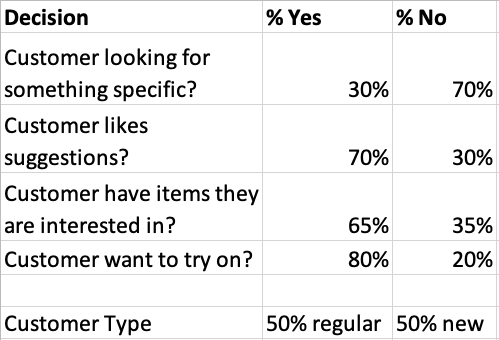 Decision % Yes % No
Customer looking for
something specific? 30% 70%
Customer likes
suggestions? 70% 30%
Customer have items they
are interested in? 65% 35%
Customer want to try on? 80% 20%
Customer Type 50% regular 50% new